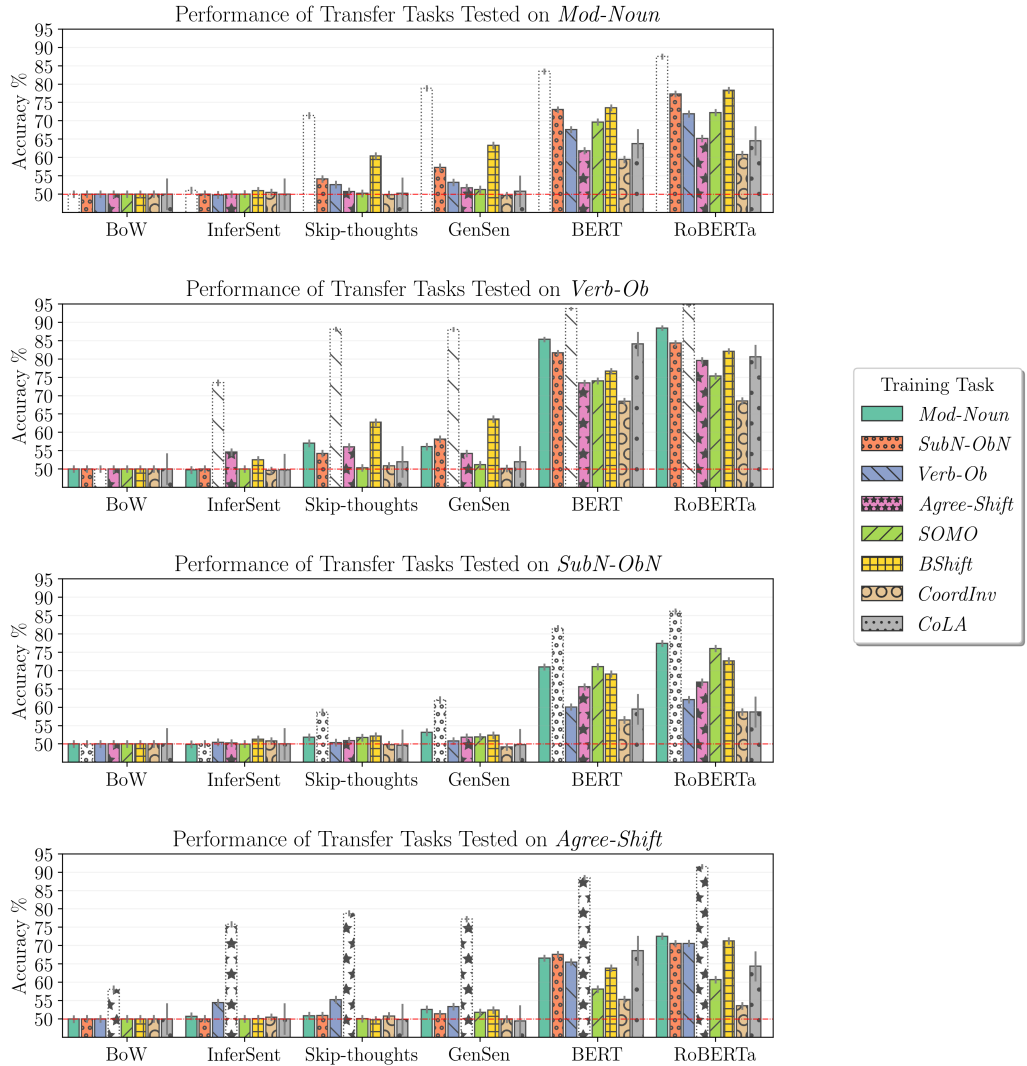 Performance of Transfer Tasks Tested on Mod-Noun
Accuracy %
95
90
85
80
75
70
65
60
55
50
BoW InferSent Skip-thoughts GenSen BERT RoBERTa
Performance of Transfer Tasks Tested on Verb-Ob
Accuracy %
95
90
85
80
75
70
65
60
55
50
BoW InferSent Skip-thoughts GenSen BERT RoBERTa
Training Task
Mod-Noun
SubN-ObN
Verb-Ob
Agree-Shift
SOMO
BShift
CoordInv
CoLA
Performance of Transfer Tasks Tested on SubN-ObN
Accuracy %
95
90
85
80
75
70
65
60
55
50
BoW InferSent Skip-thoughts GenSen BERT RoBERTa
Performance of Transfer Tasks Tested on Agree-Shift
Accuracy %
95
90
85
80
75
70
65
60
55
50
BoW InferSent Skip-thoughts GenSen BERT RoBERTa